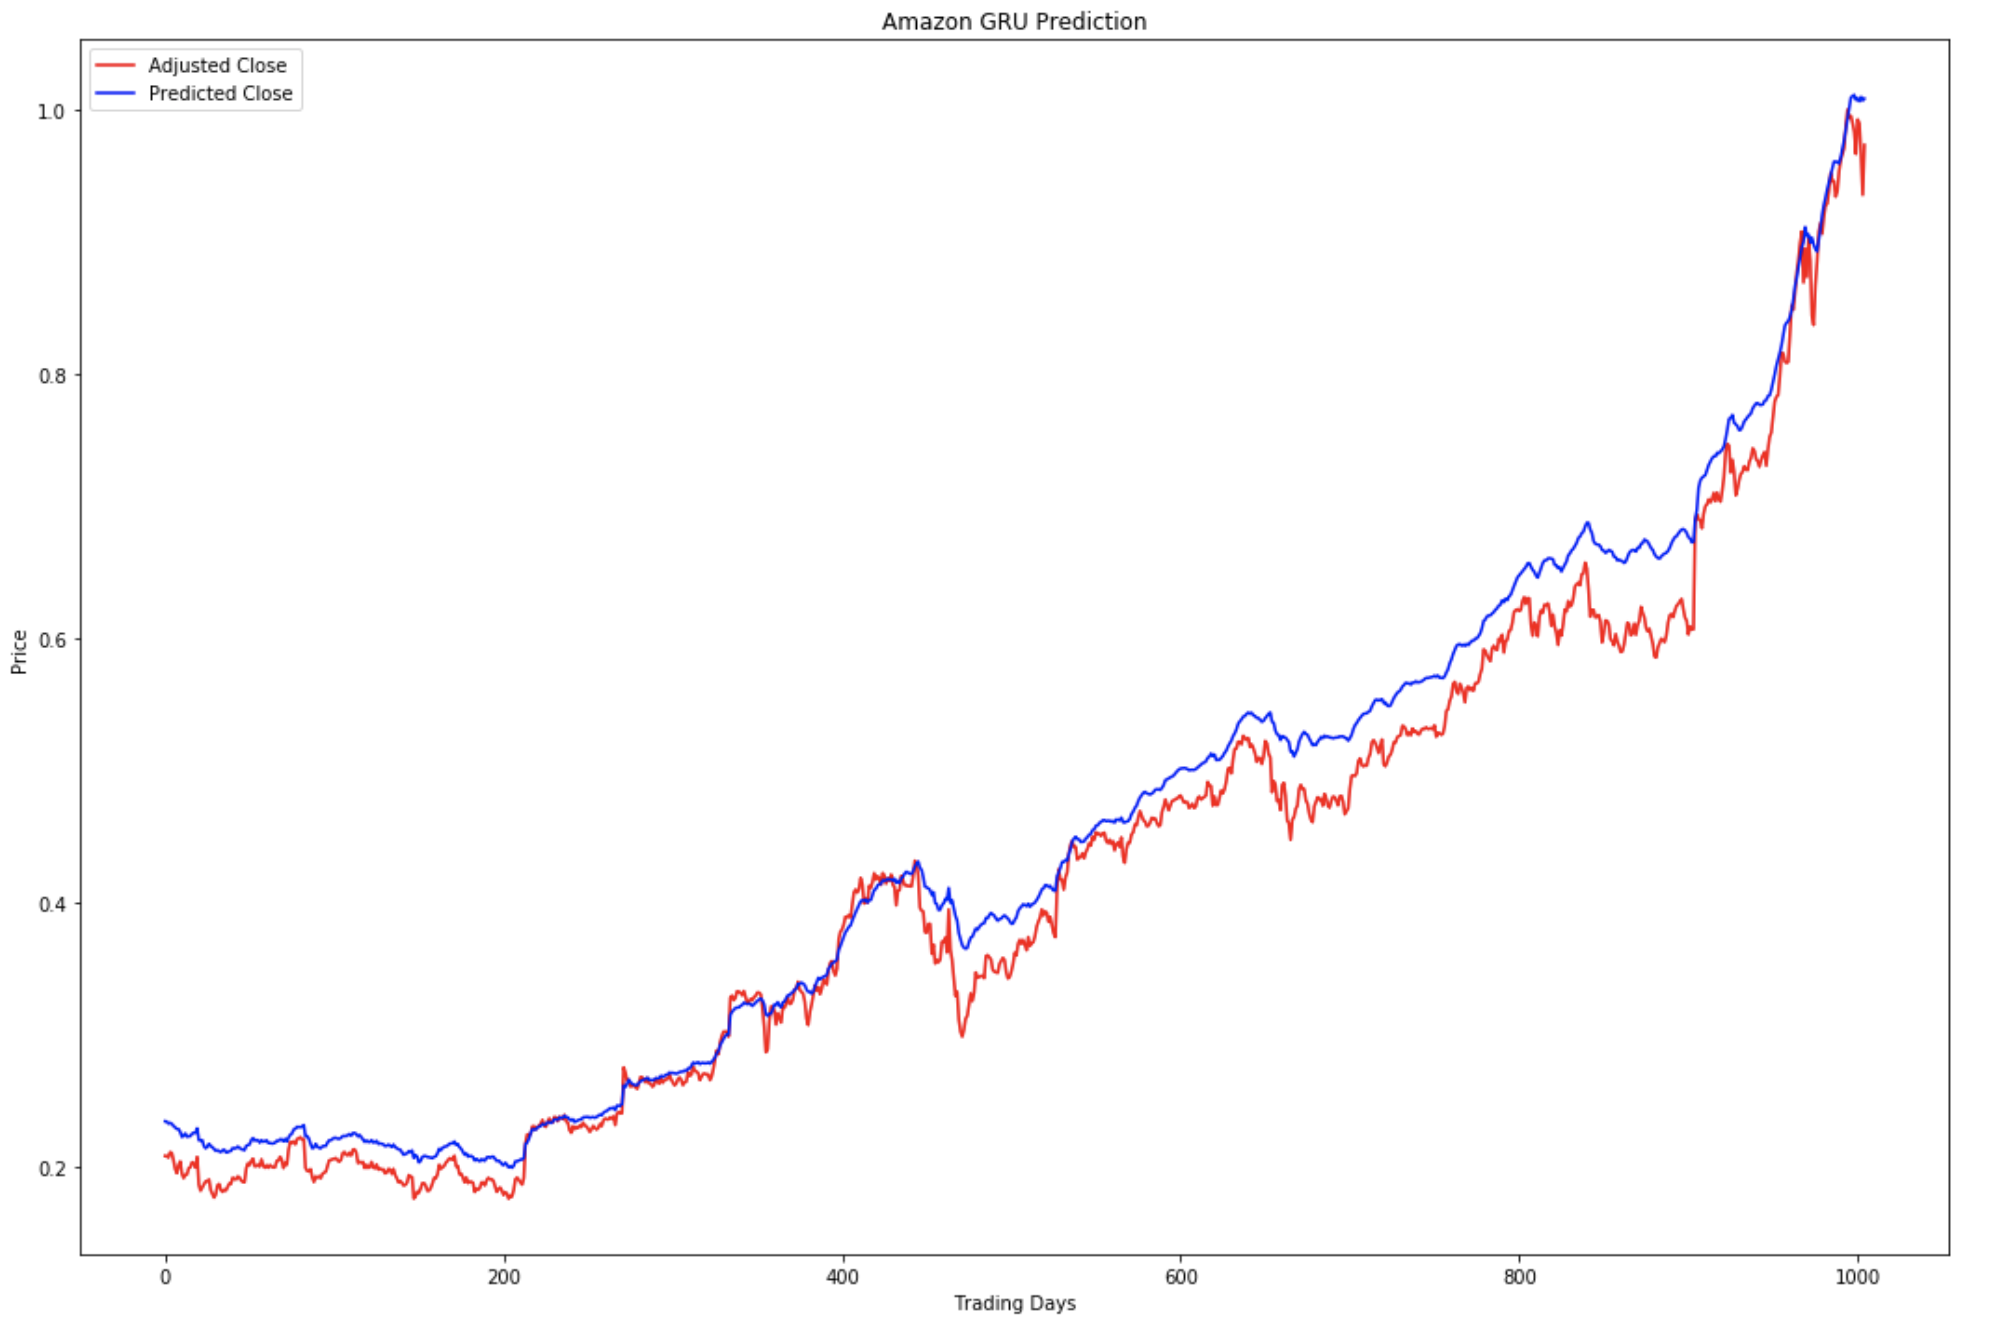 Amazon GRU Prediction
Adjusted Close
Predicted Close
1.0
0.8
0.6
0.4
0.2
Price
0 200 400 600 800 1000
Trading Days